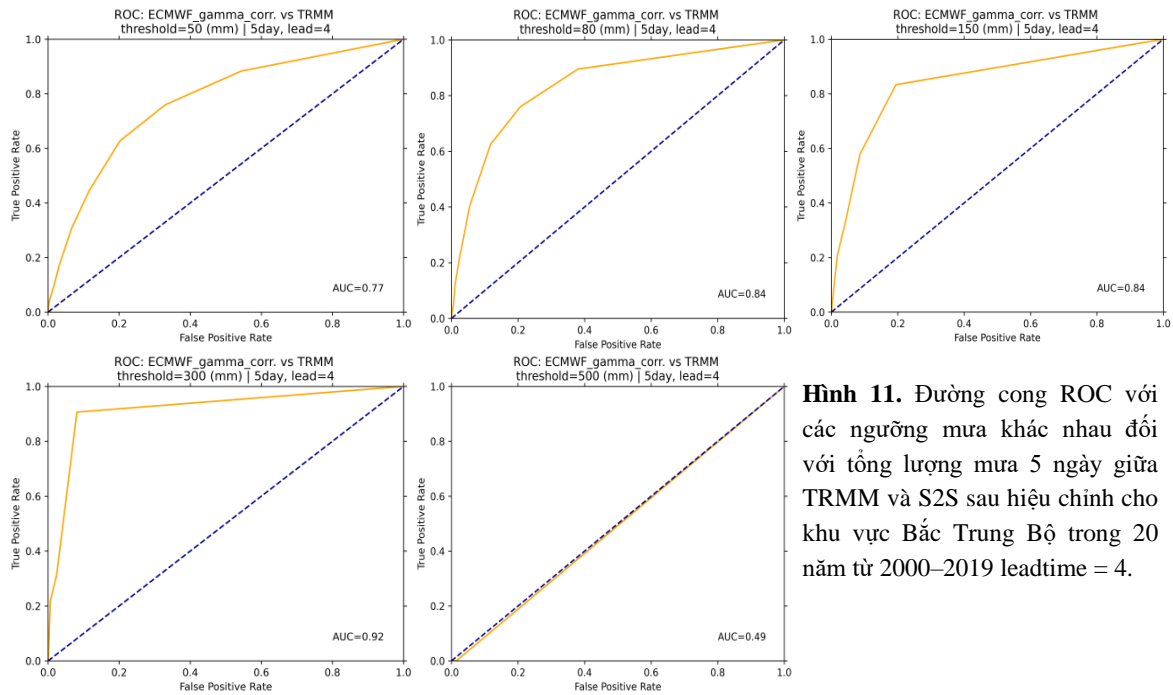 ROC: ECMWF_gamma_corr. vs TRMM
threshold=50 (mm) | 5day, lead=4
1.0
0.8
0.6
0.4
0.2
0.0
True Positive Rate
AUC=0.77
0.0 0.2 0.4 0.6 0.8 1.0
False Positive Rate
ROC: ECMWF_gamma_corr. vs TRMM
threshold=80 (mm) | 5day, lead=4
1.0
0.8
0.6
0.4
0.2
0.0
True Positive Rate
AUC=0.84
0.0 0.2 0.4 0.6 0.8 1.0
False Positive Rate
ROC: ECMWF_gamma_corr. vs TRMM
threshold=150 (mm) | 5day, lead=4
1.0
0.8
0.6
0.4
0.2
0.0
True Positive Rate
AUC=0.84
0.0 0.2 0.4 0.6 0.8 1.0
False Positive Rate
ROC: ECMWF_gamma_corr. vs TRMM
threshold=300 (mm) | 5day, lead=4
1.0
0.8
0.6
0.4
0.2
0.0
True Positive Rate
AUC=0.92
0.0 0.2 0.4 0.6 0.8 1.0
False Positive Rate
ROC: ECMWF_gamma_corr. vs TRMM
threshold=500 (mm) | 5day, lead=4
1.0
0.8
0.6
0.4
0.2
0.0
True Positive Rate
AUC=0.49
0.0 0.2 0.4 0.6 0.8 1.0
False Positive Rate
Hình 11. Đường cong ROC với
các ngưỡng mưa khác nhau đối
với tổng lượng mưa 5 ngày giữa
TRMM và S2S sau hiệu chỉnh cho
khu vực Bắc Trung Bộ trong 20
năm từ 2000–2019 leadtime = 4.